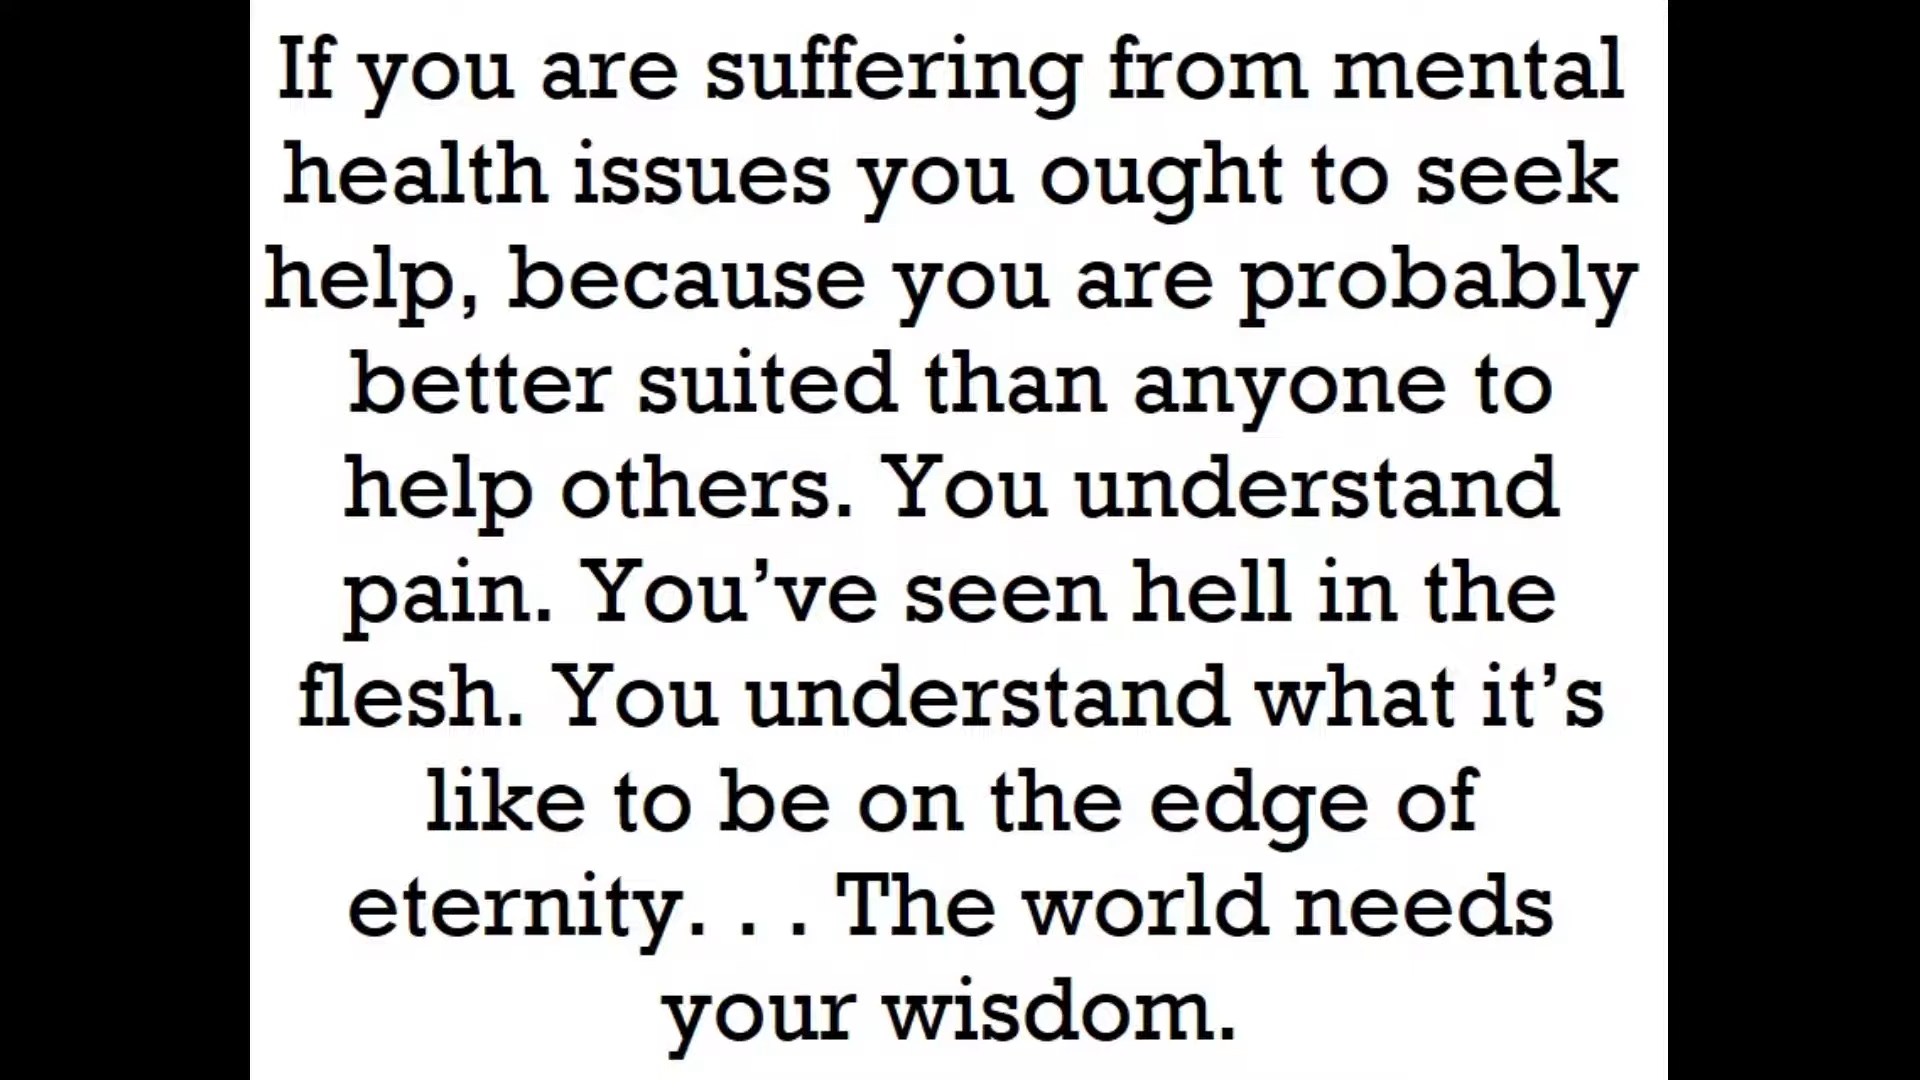 If you are suffering from mental
health issues you ought to seek
help, because you are probably
better suited than anyone to
help others. You understand
pain. You’ve seen hell in the
flesh. You understand what it’s
like to be on the edge of
eternity. . . The world needs
your wisdom.